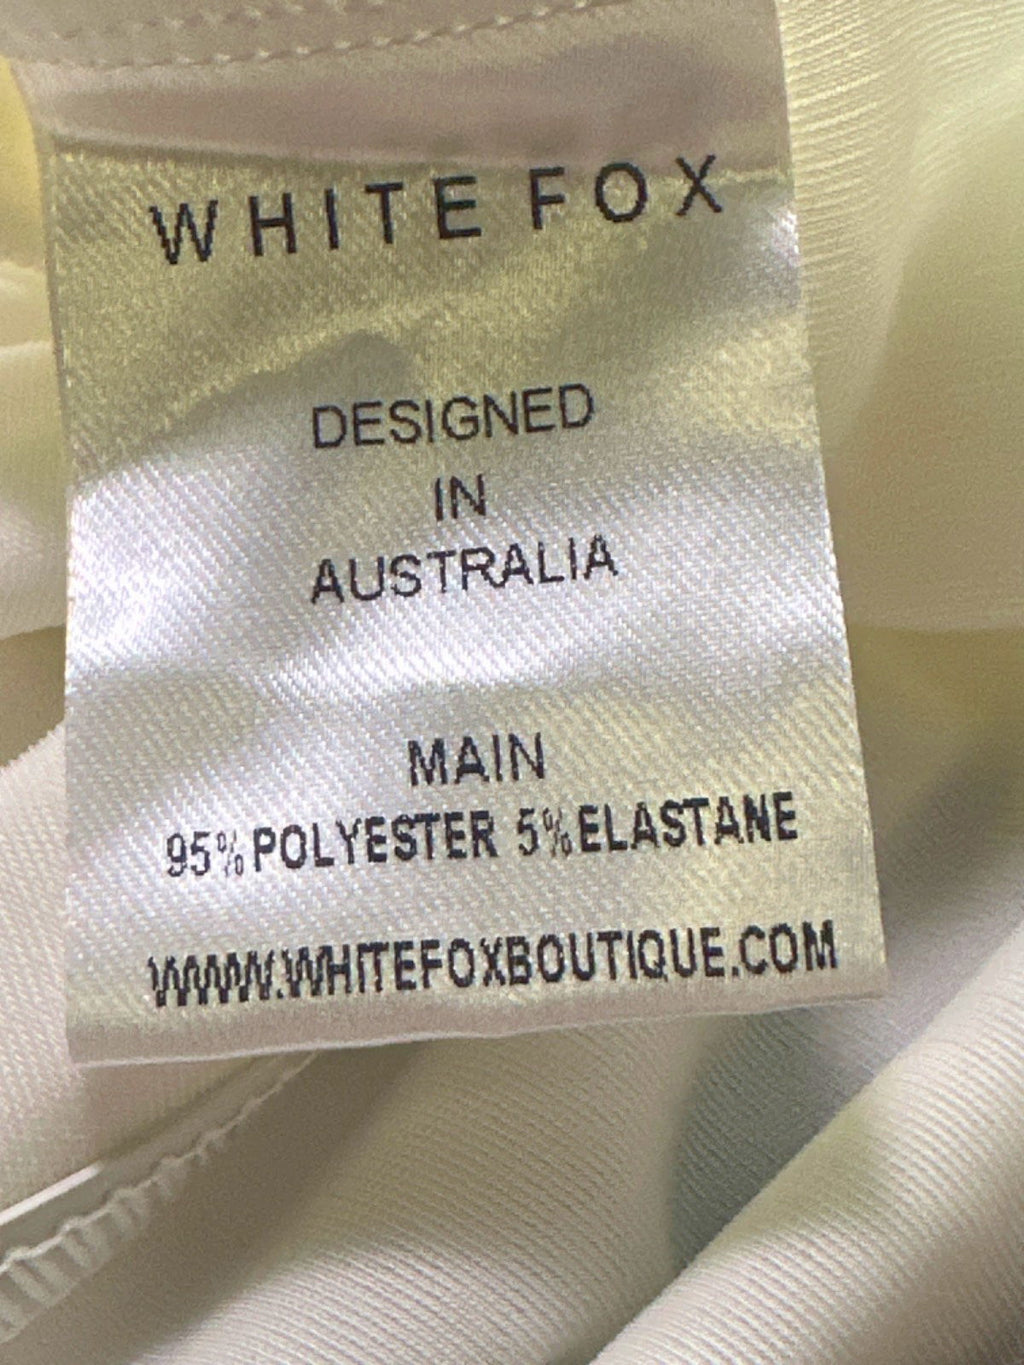 WHITE FOX
DESIGNED
IN
AUSTRALIA
MAIN
95% POLYESTER 5% ELASTANE
WWW.WHITEFOXBOUTIQUE.COM